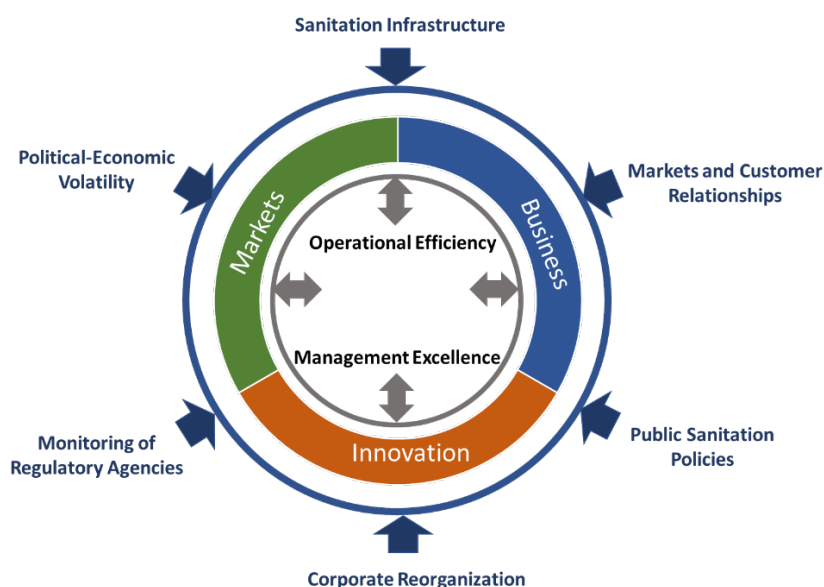 Sanitation Infrastructure
Political-Economic
Volatility
Markets and Customer
Relationships
Markets
Business
Operational Efficiency
Management Excellence
Innovation
Monitoring of
Regulatory Agencies
Public Sanitation
Policies
Corporate Reorganization